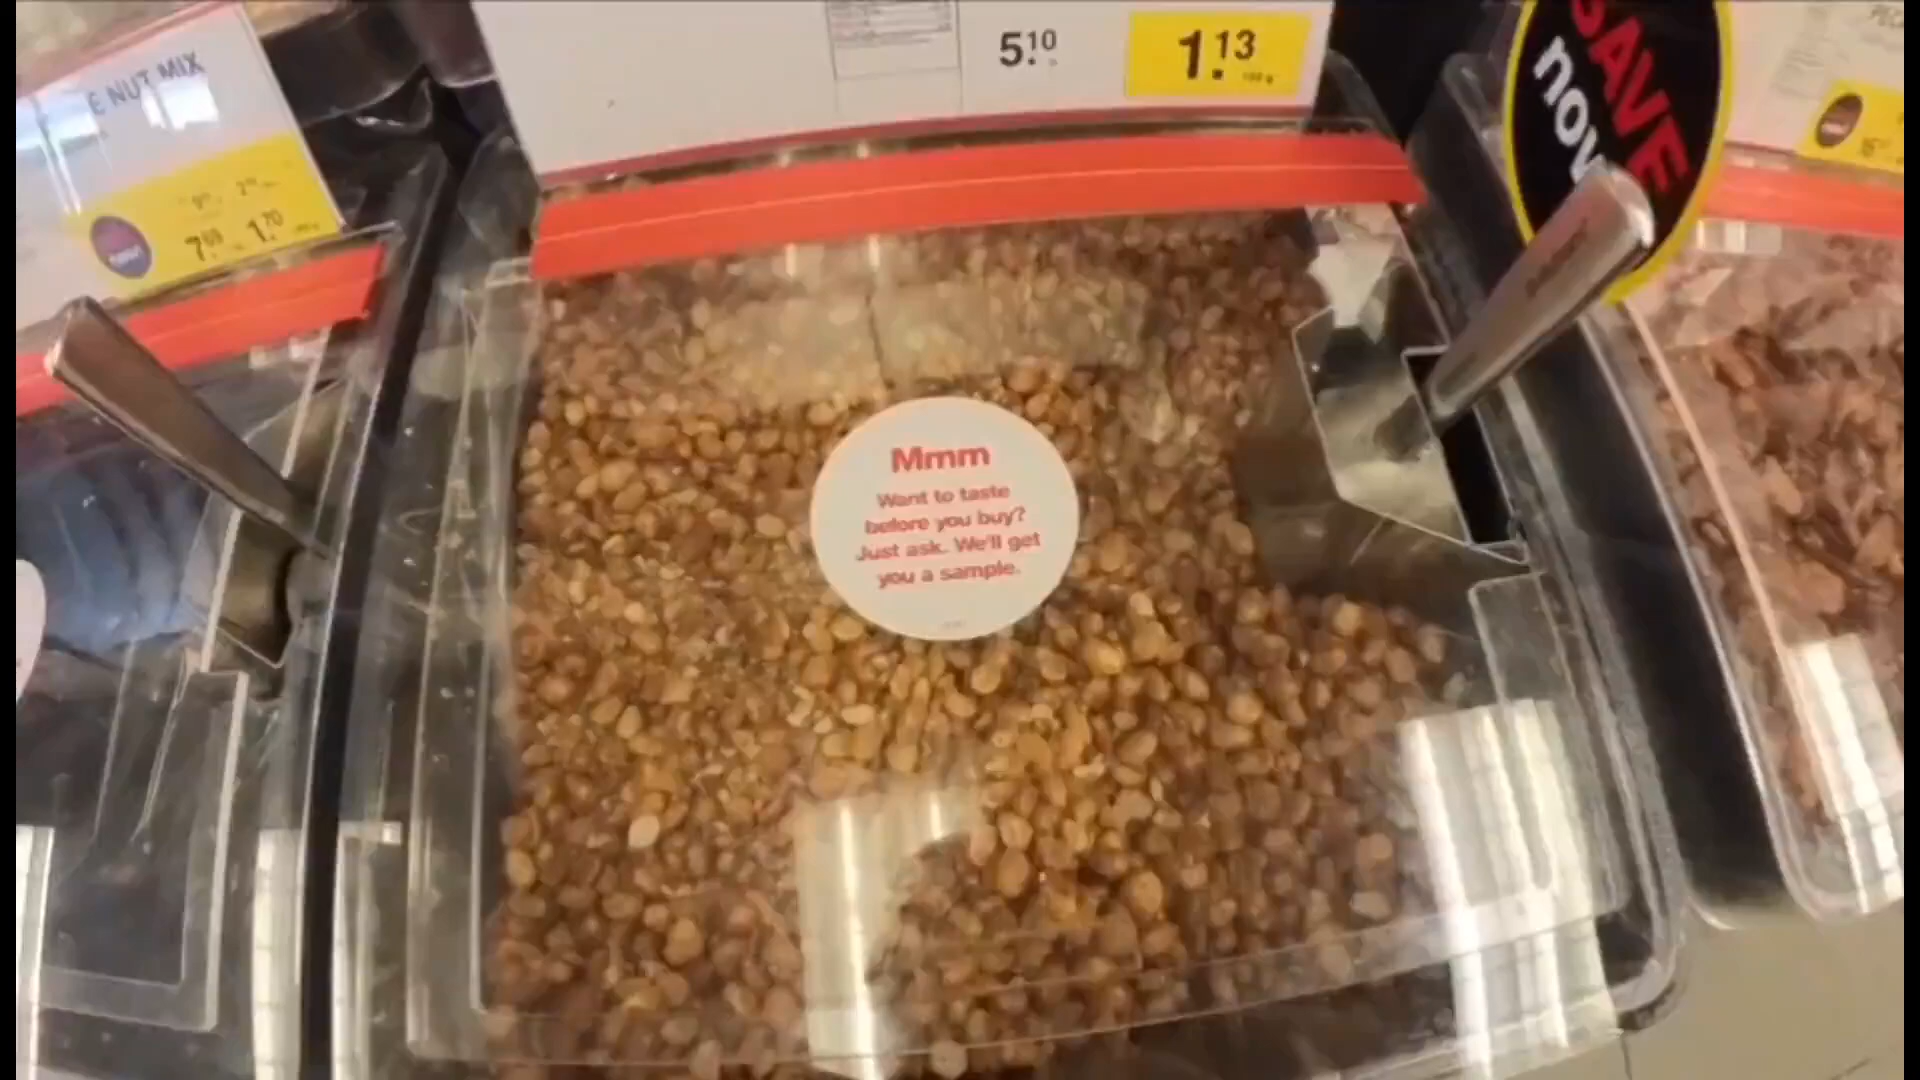 E NUT MIX
7.69 1.70
5.10
1.13
SAVE
now
Mmm
Want to taste
before you buy?
Just ask. We'll get
you a sample.